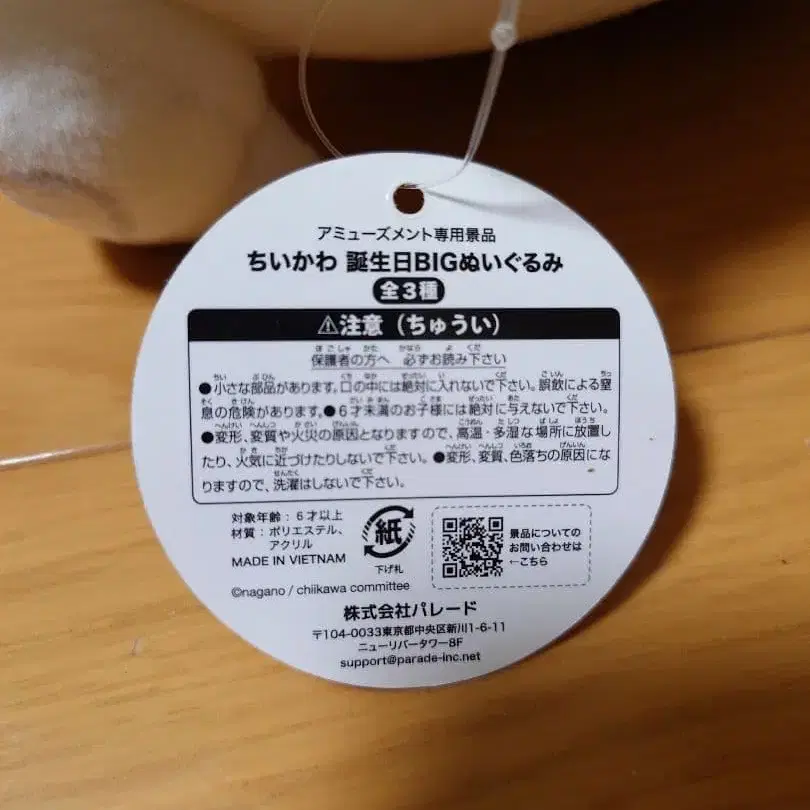 アミューズメント専用景品
ちいかわ 誕生日BIGぬいぐるみ
全3種
⚠注意（ちゅうい）
保護者の方へ 必ずお読み下さい
●小さな部品があります。口の中には絶対に入れないで下さい。誤飲による窒
息の危険があります。●6才未満のお子様には絶対に与えないで下さい。
●変形、変質や火災の原因となりますので、高温・多湿な場所に放置し
たり、火気に近づけたりしないで下さい。●変形、変質、色落ちの原因にな
りますので、洗濯はしないで下さい。
対象年齢：6才以上
材質：ポリエステル、
アクリル
MADE IN VIETNAM
紙
下げ札
景品についての
お問い合わせは
←こちら
©nagano / chiikawa committee
株式会社パレード
〒104-0033東京都中央区新川1-6-11
ニューリバータワー8F
support@parade-inc.net